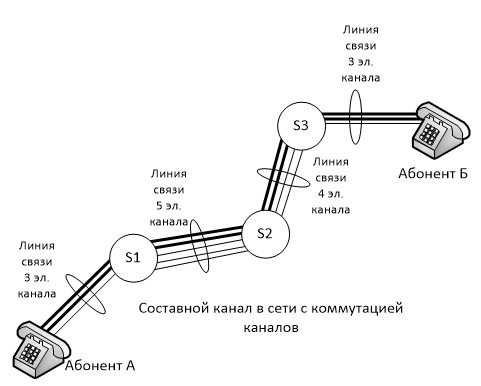 Линия
связи
3 эл.
канала
S3
Абонент Б
Линия
связи
4 эл.
канала
Линия
связи
5 эл.
канала
S2
S1
Линия
связи
3 эл.
канала
Составной канал в сети с коммутацией
каналов
Абонент А